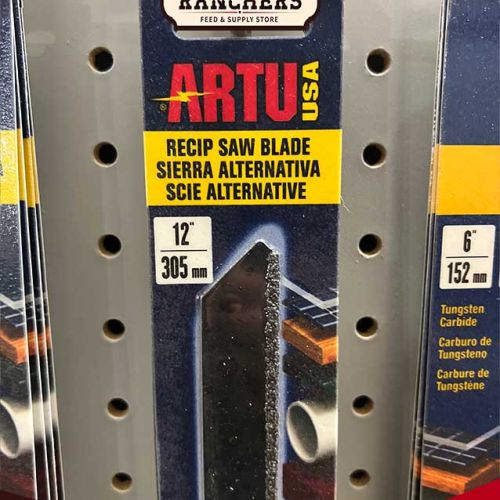 RANCHERS
FEED & SUPPLY STORE
ARTU USA
®
RECIP SAW BLADE
SIERRA ALTERNATIVA
SCIE ALTERNATIVE
12"
305 mm
6"
152 mm
Tungsten
Carbide
Carburo de
Tungsteno
Carbure de
Tungstène